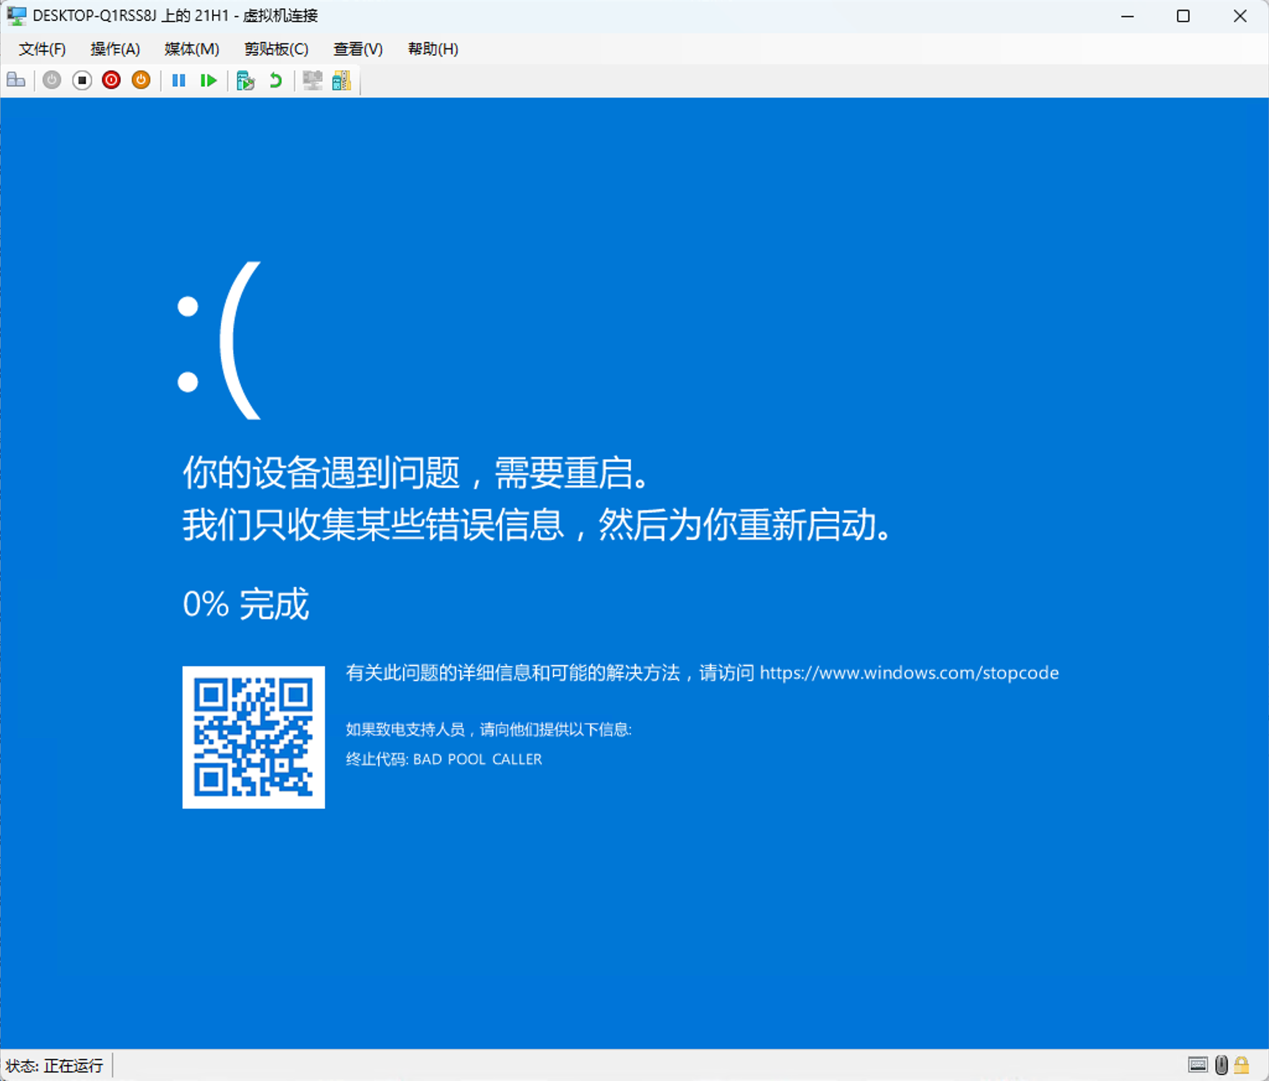 DESKTOP-Q1RSS8J 上的 21H1 - 虚拟机连接
文件(F) 操作(A) 媒体(M) 剪贴板(C) 查看(V) 帮助(H)
:(
你的设备遇到问题，需要重启。
我们只收集某些错误信息，然后为你重新启动。
0% 完成
有关此问题的详细信息和可能的解决方法，请访问 https://www.windows.com/stopcode
如果致电支持人员，请向他们提供以下信息:
终止代码: BAD POOL CALLER
状态: 正在运行